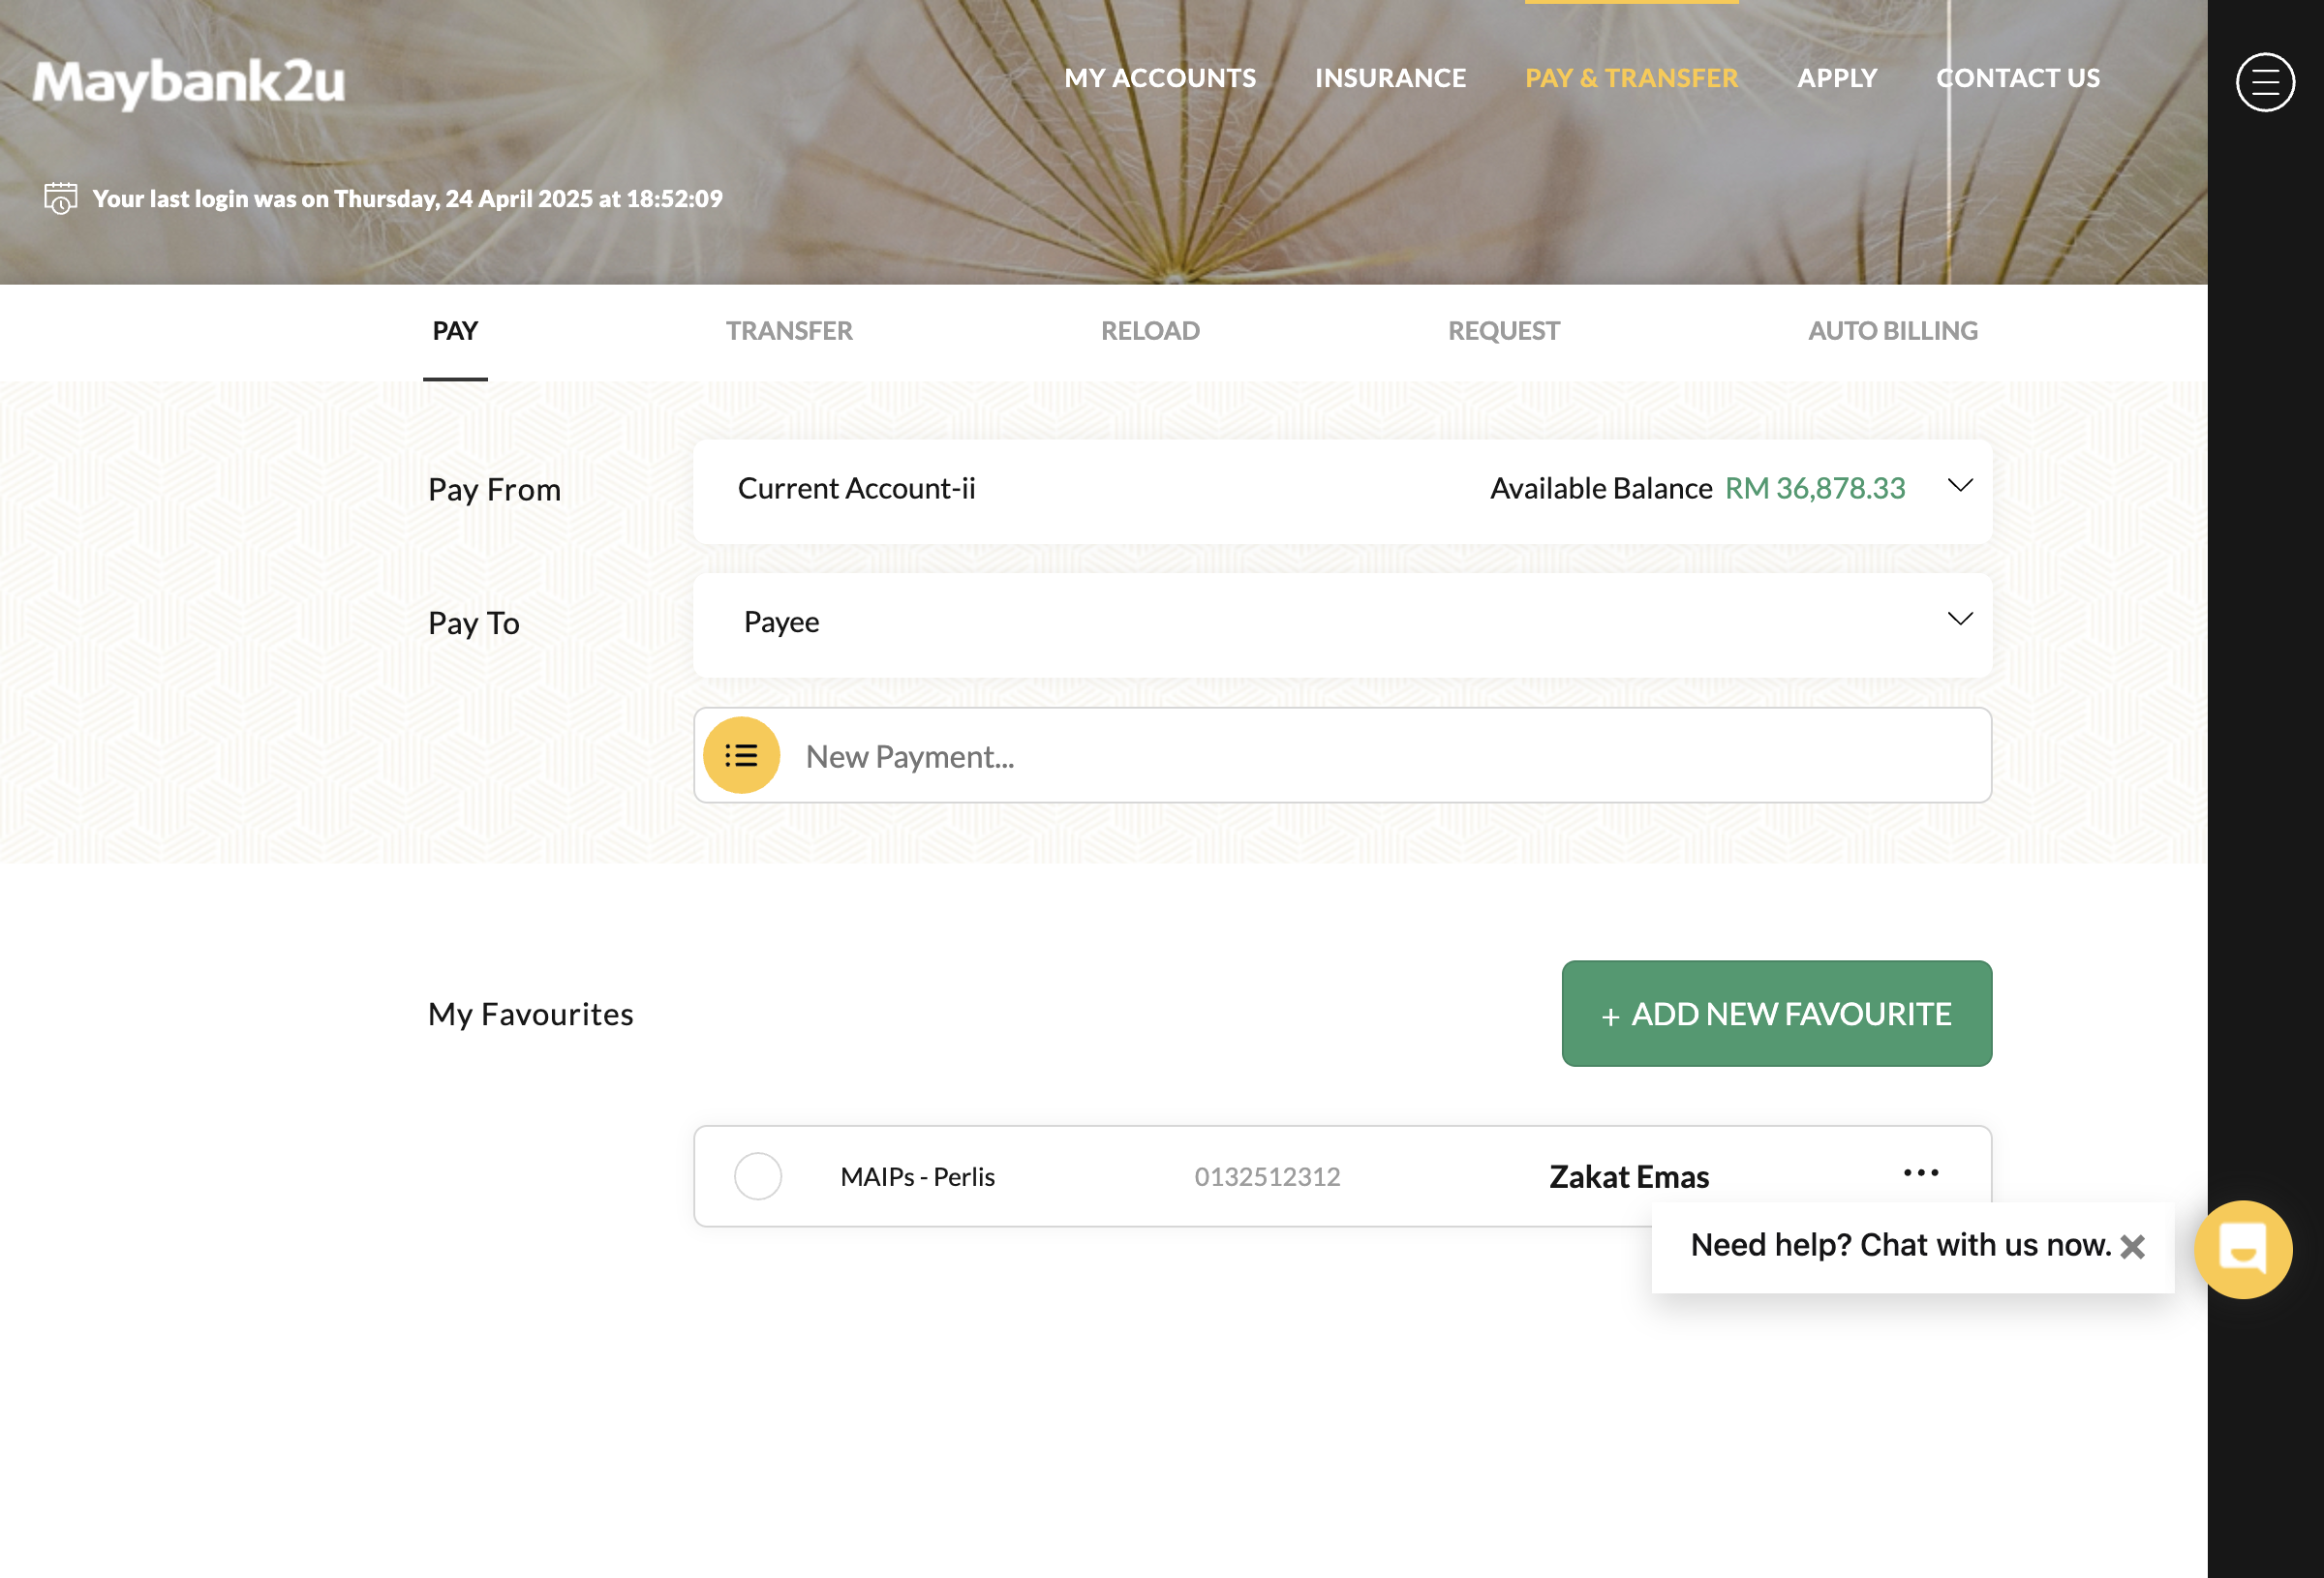 Maybank2u
MY ACCOUNTS INSURANCE PAY & TRANSFER APPLY CONTACT US
Your last login was on Thursday, 24 April 2025 at 18:52:09
PAY TRANSFER RELOAD REQUEST AUTO BILLING
Pay From Current Account-ii Available Balance RM 36,878.33
Pay To Payee
New Payment...
My Favourites + ADD NEW FAVOURITE
MAIPs - Perlis 0132512312 Zakat Emas
Need help? Chat with us now.